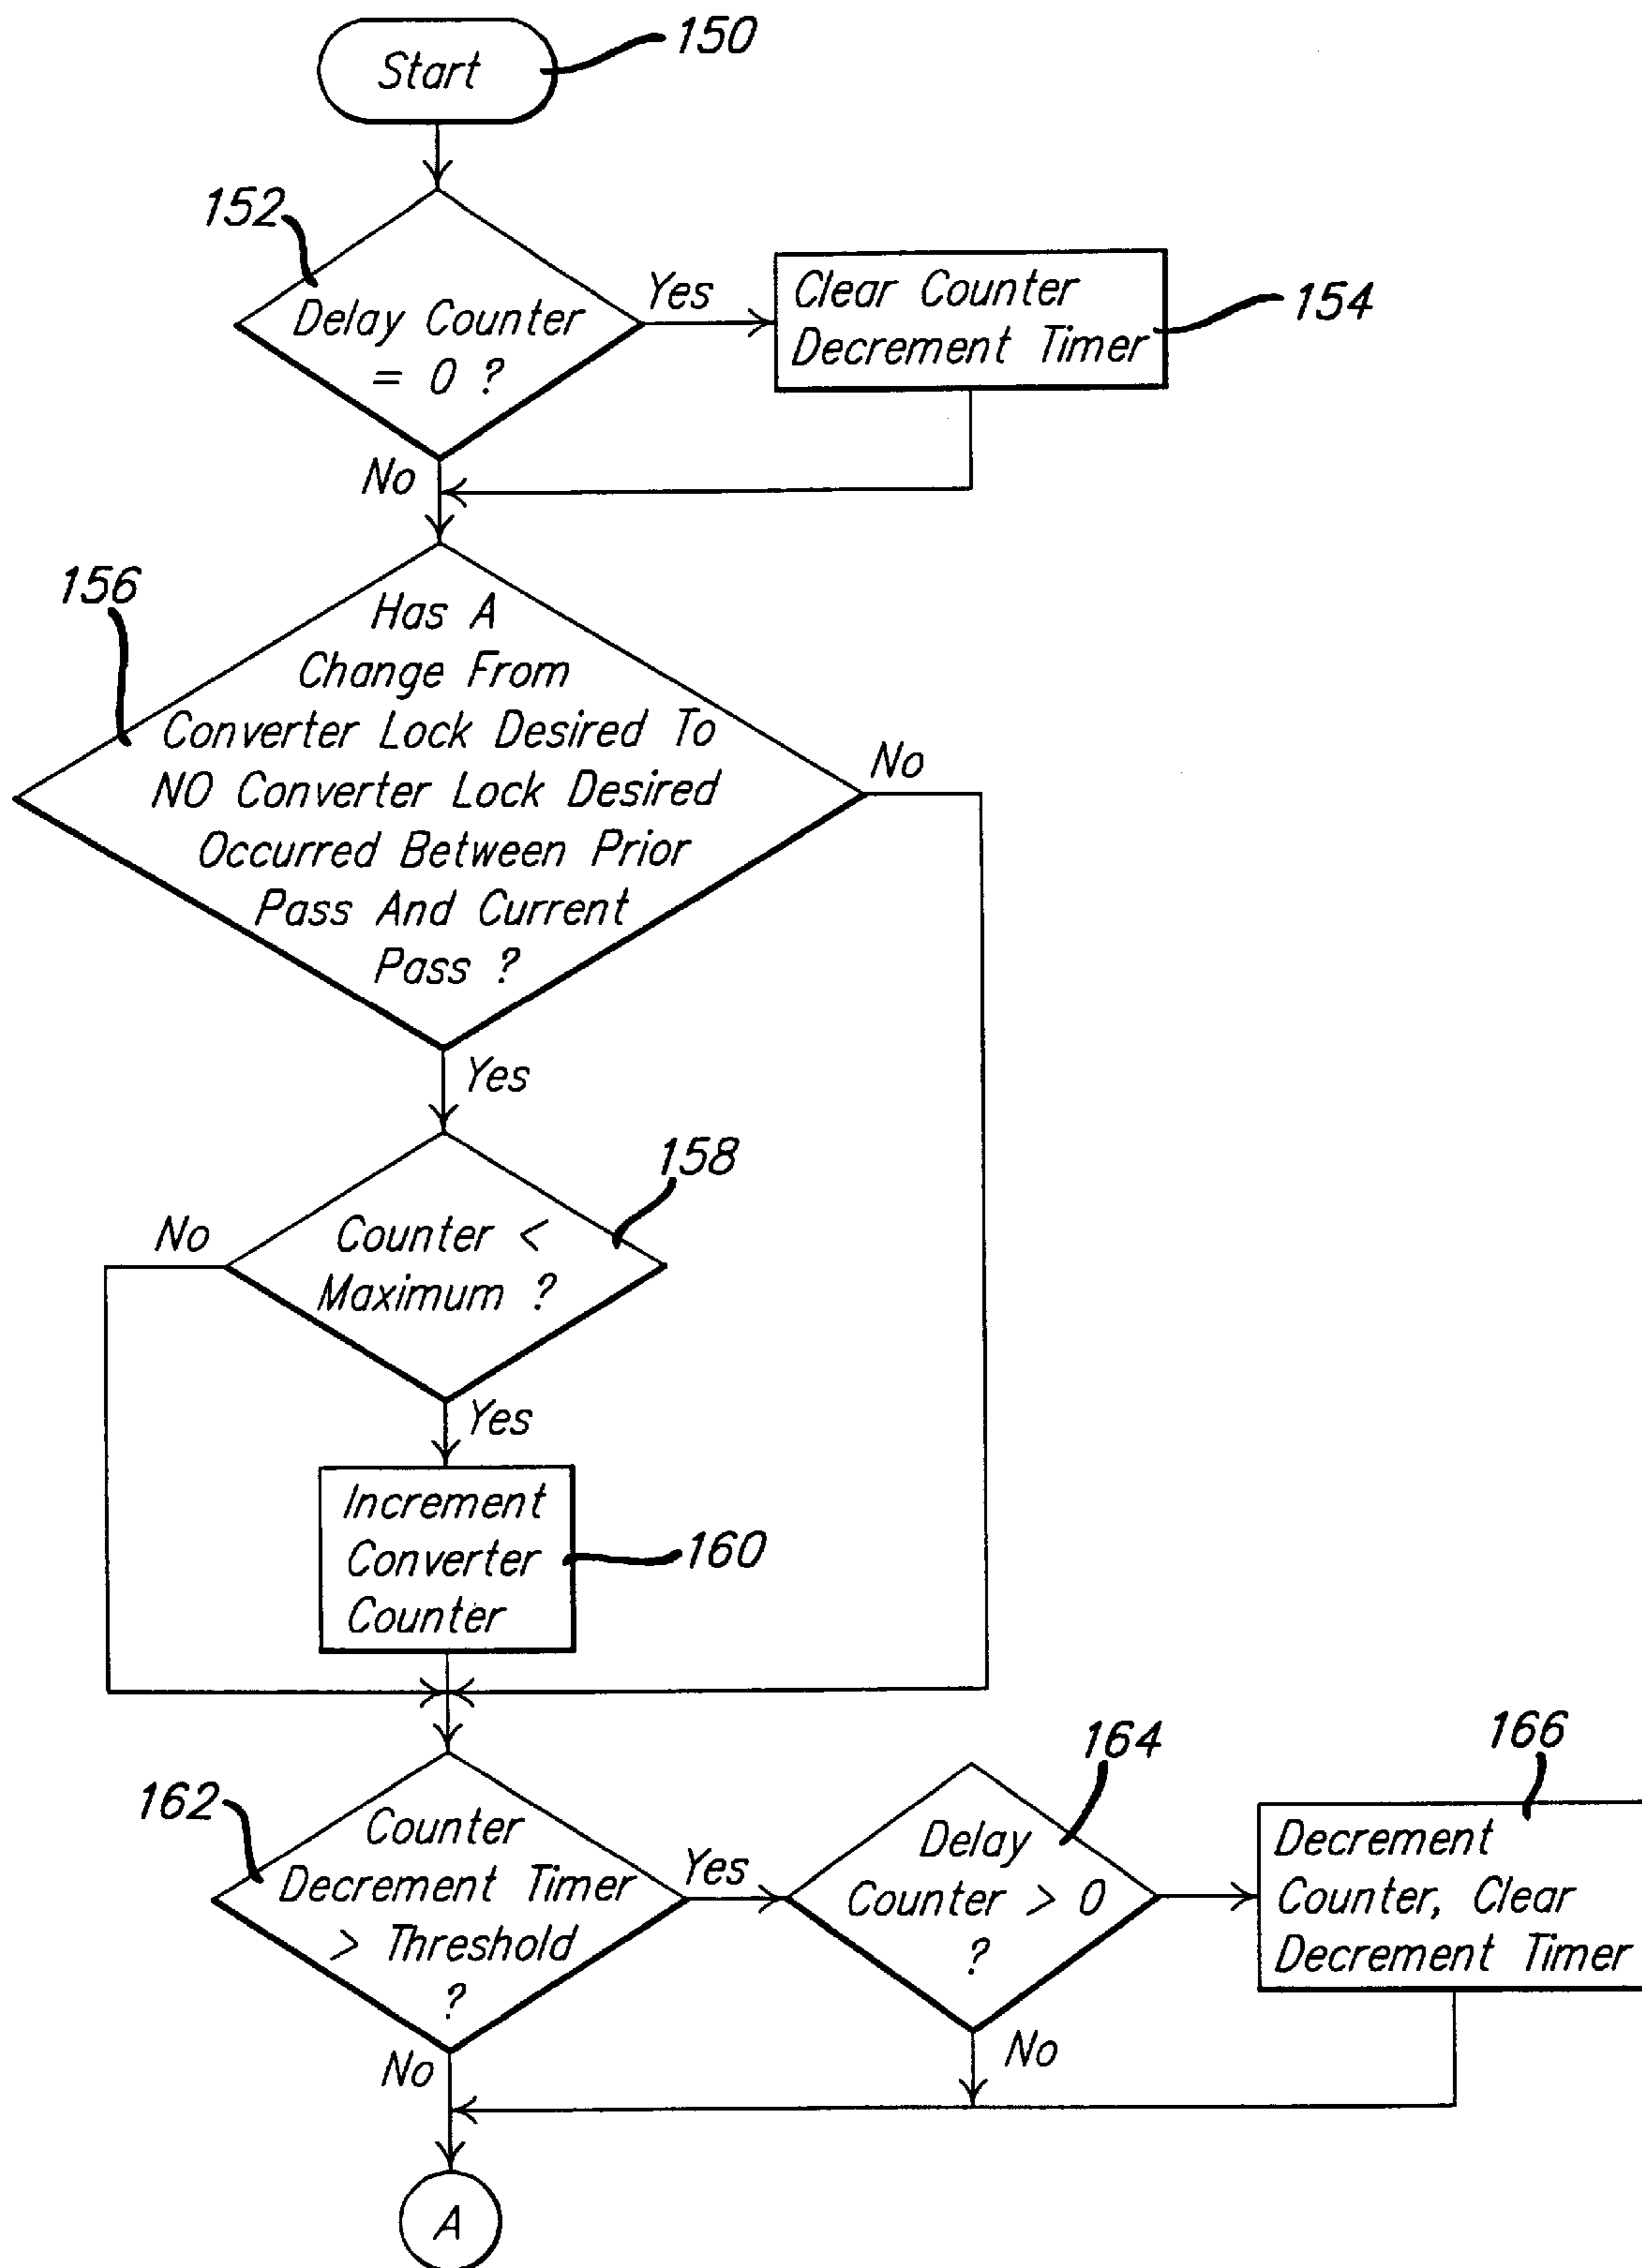 Start
150
152
Delay Counter
= 0 ?
Yes
Clear Counter
Decrement Timer
154
No
156
Has A
Change From
Converter Lock Desired To
NO Converter Lock Desired
Occurred Between Prior
Pass And Current
Pass ?
No
Yes
158
Counter <
Maximum ?
No
Yes
Increment
Converter
Counter
160
162
Counter
Decrement Timer
> Threshold
?
Yes
164
Delay
Counter > 0
?
166
Decrement
Counter, Clear
Decrement Timer
No
No
A